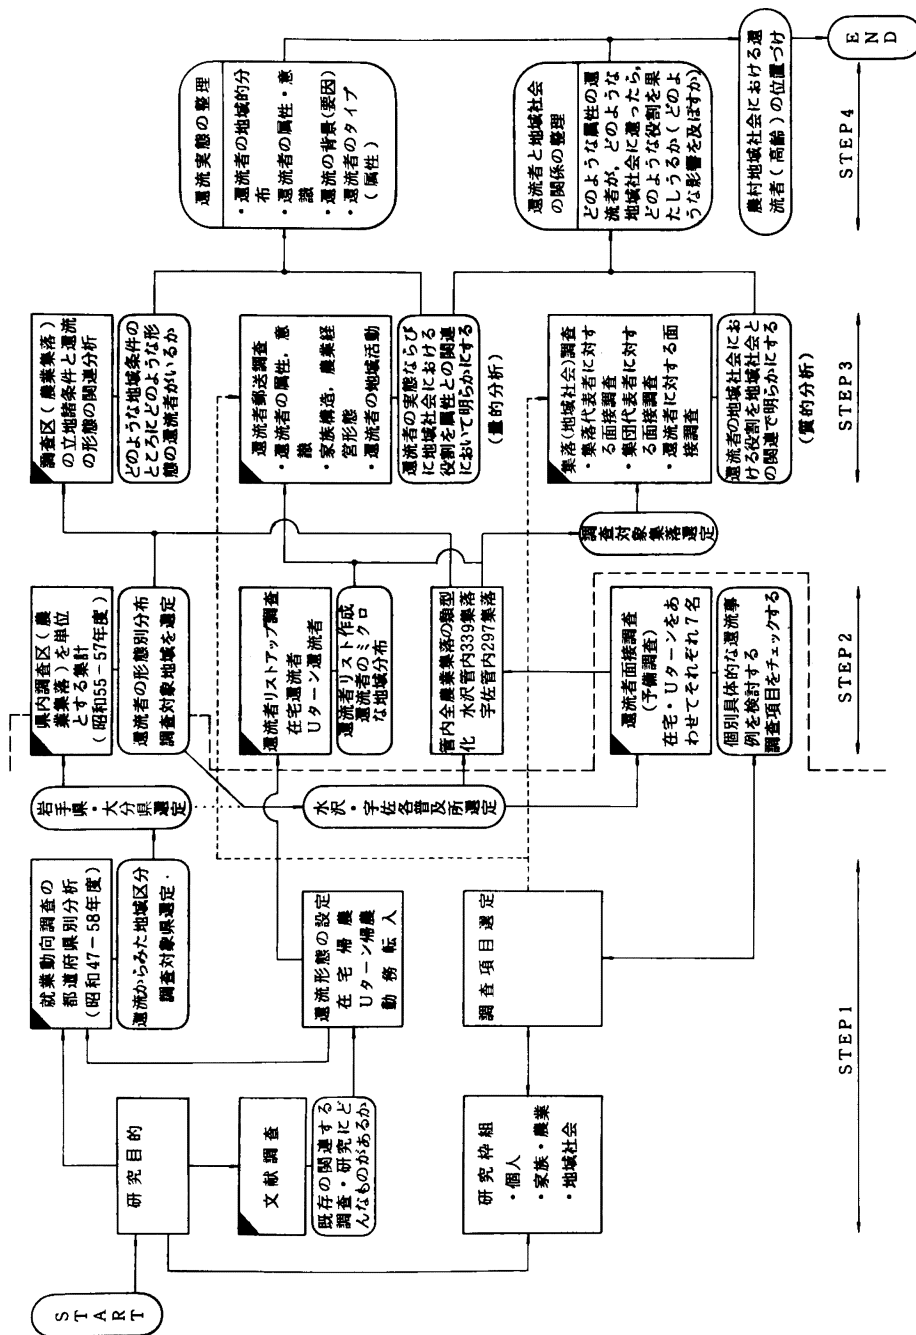 START
研究目的
文献調査
既存の関連する
調査・研究にど
んなものがあるか
研究枠組
・個人
・家族・農業
・地域社会
就業動向調査の
都道府県別分析
(昭和47-58年度)
還流からみた地域区分
調査対象県選定・
還流形態の設定
在宅帰農
Uターン帰農
勤務転入
調査項目選定
STEP1
岩手県・大分県選定
水沢・宇佐各普及所選定
県内調査区(農
業集落)を単位
とする集計
(昭和55-57年度)
還流者の形態別分布
調査対象地域を選定
還流者リストアップ調査
在宅還流者
Uターン還流者
還流者リスト作成
還流者のミクロ
な地域分布
管内全農業集落の類型
化 水沢管内339集落
宇佐管内297集落
還流者面接調査
(予備調査)
在宅・Uターンをあ
わせてそれぞれ7名
個別具体的な還流事
例を検討する
調査項目をチェックする
STEP2
調査対象集落選定
調査区(農業集落)
の立地諸条件と還流
の形態の関連分析
どのような地域条件の
ところにどのような形
態の還流者がいるか
還流者郵送調査
・還流者の属性,意
識
・家族構造,農業経
営形態
・還流者の地域活動
還流者の実態ならび
に地域社会における
役割を属性との関連
において明らかにする
(量的分析)
集落(地域社会)調査
・集落代表者に対す
る面接調査
・集団代表者に対す
る面接調査
・還流者に対する面
接調査
還流者の地域社会にお
ける役割を地域社会と
の関連で明らかにする
(質的分析)
STEP3
還流実態の整理
・還流者の地域的分
布
・還流者の属性・意
識
・還流の背景(要因)
・還流者のタイプ
(属性)
還流者と地域社会
の関係の整理
どのような属性の還
流者が,どのような
地域社会に還ったら,
どのような役割を果
たしうるか(どのよ
うな影響を及ぼすか)
農村地域社会における還
流者(高齢)の位置づけ
STEP4
END